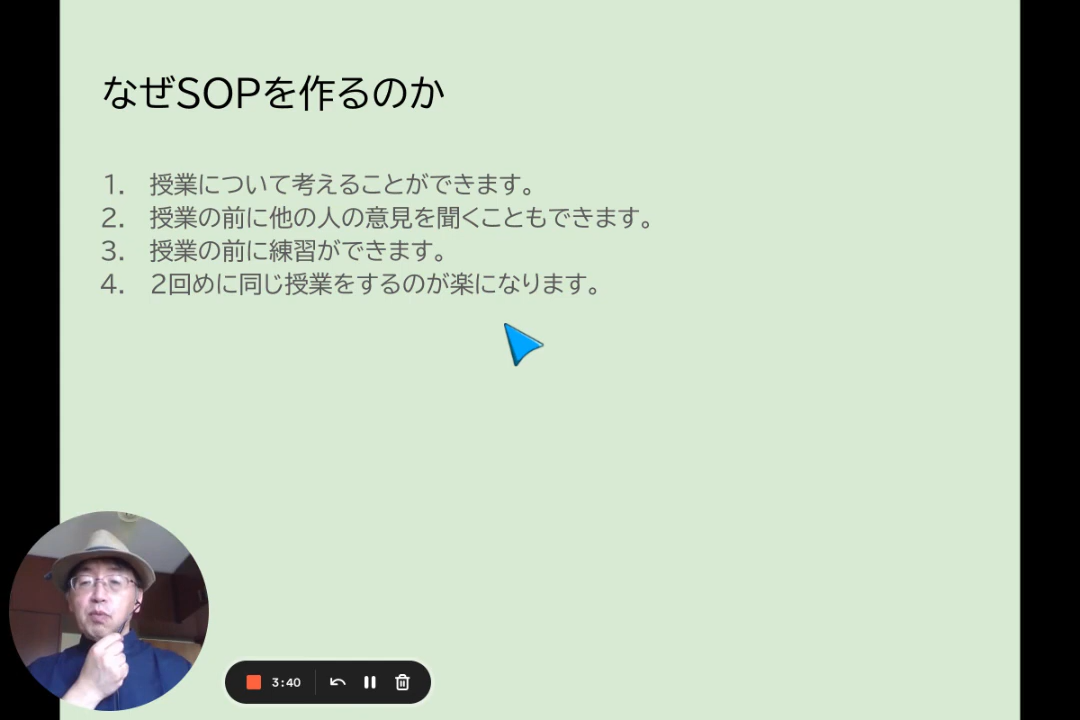 なぜSOPを作るのか
1. 授業について考えることができます。
2. 授業の前に他の人の意見を聞くこともできます。
3. 授業の前に練習ができます。
4. 2回めに同じ授業をするのが楽になります。
3:40